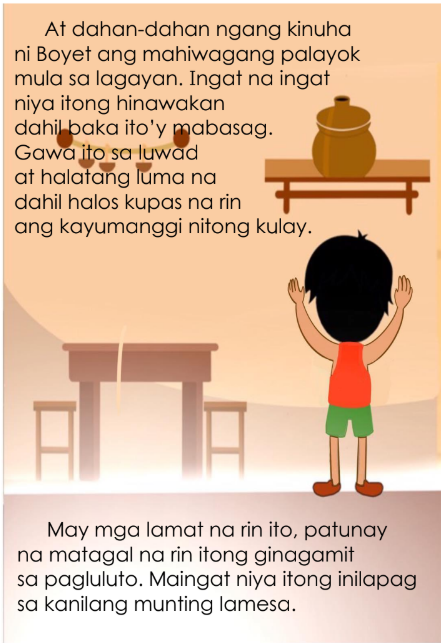 At dahan-dahan ngang kinuha
ni Boyet ang mahiwagang palayok
mula sa lagayan. Ingat na ingat
niya itong hinawakan
dahil baka ito'y mabasag.
Gawa ito sa luwad
at halatang luma na
dahil halos kupas na rin
ang kayumanggi nitong kulay.
May mga lamat na rin ito, patunay
na matagal na rin itong ginagamit
sa pagluluto. Maingat niya itong inilapag
sa kanilang munting lamesa.